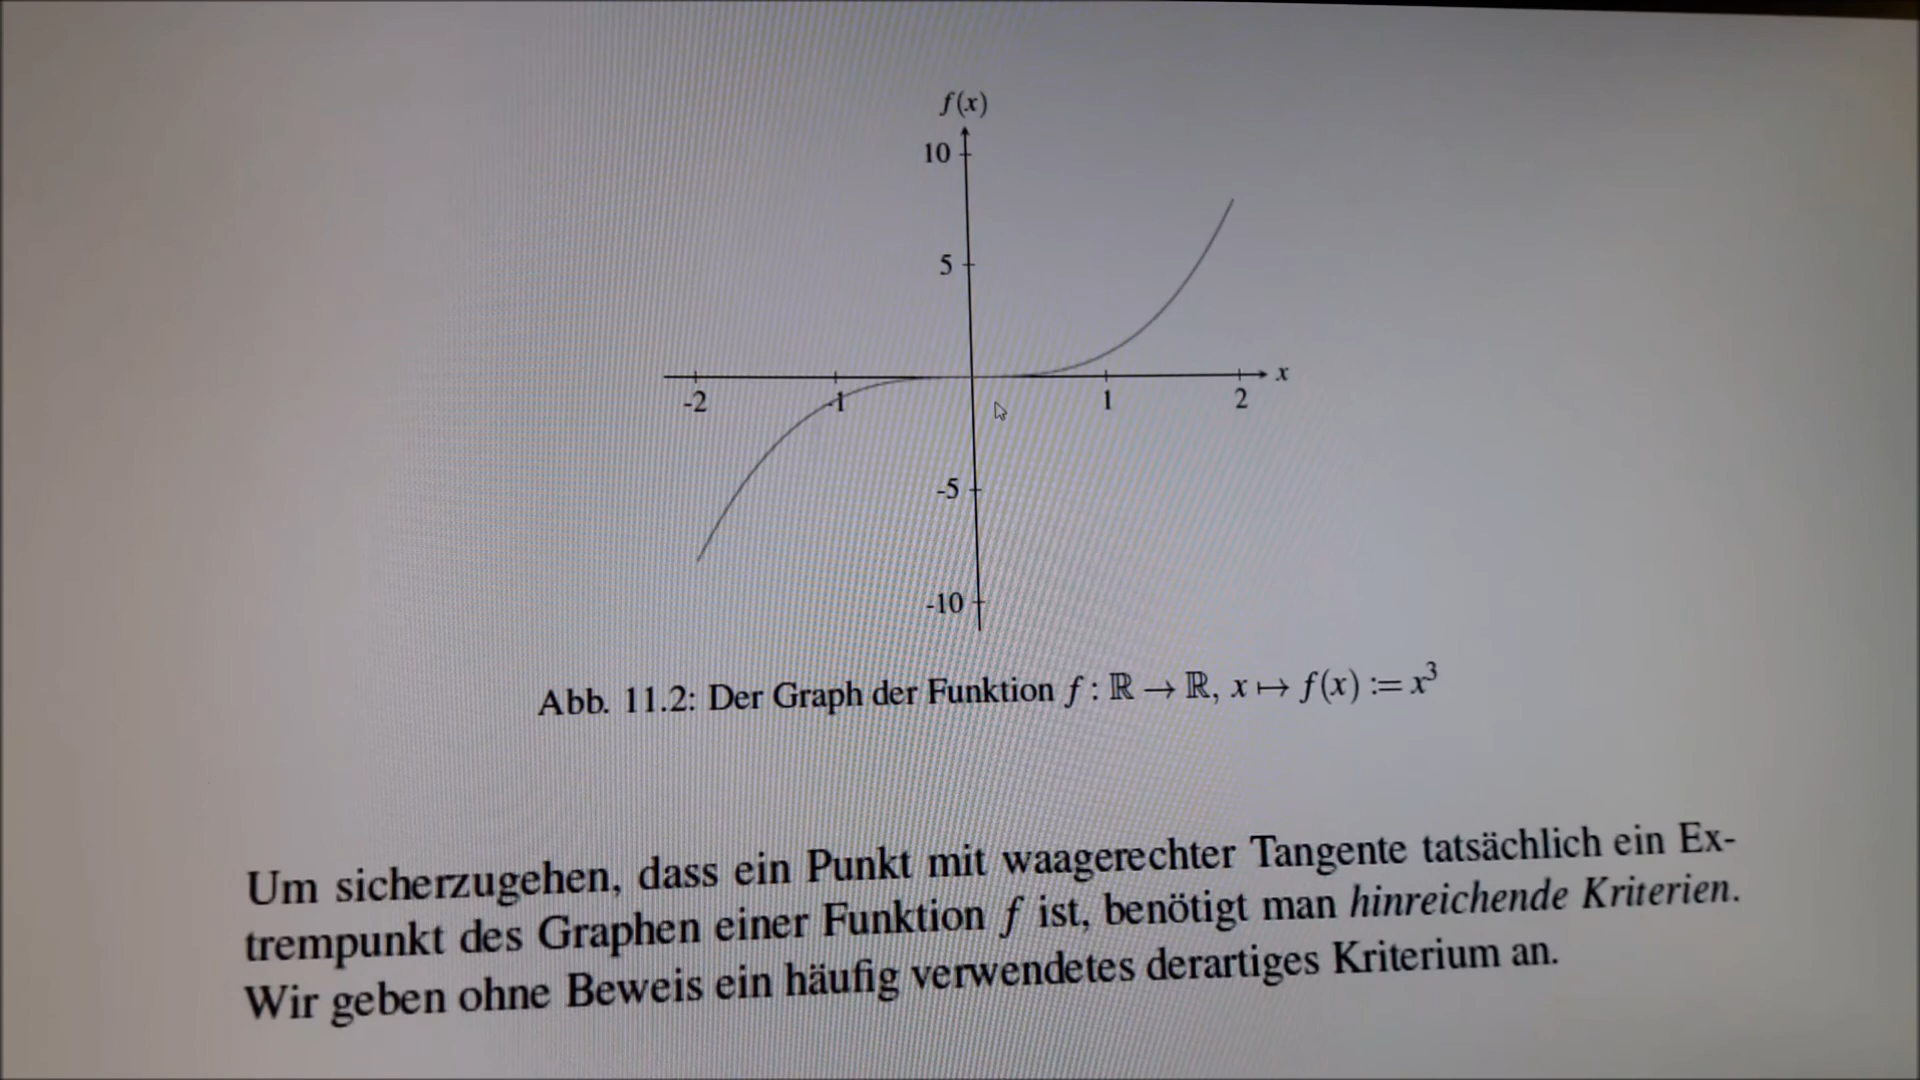 f(x)
10
5
x
-2
-1
1
2
-5
-10
Abb. 11.2: Der Graph der Funktion f : ℝ → ℝ, x ↦ f(x) := x³
Um sicherzugehen, dass ein Punkt mit waagerechter Tangente tatsächlich ein Ex-
trempunkt des Graphen einer Funktion f ist, benötigt man hinreichende Kriterien.
Wir geben ohne Beweis ein häufig verwendetes derartiges Kriterium an.